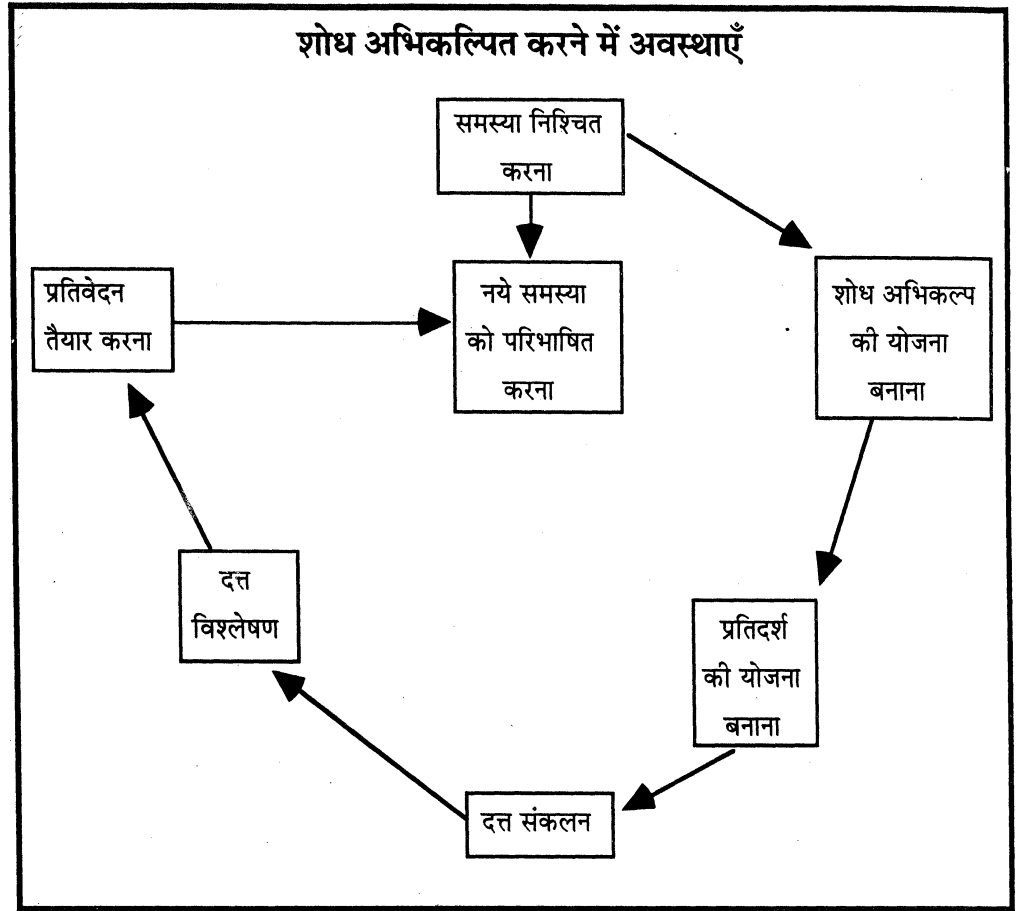 शोध अभिकल्पित करने में अवस्थाएँ
समस्या निश्चित
करना
नये समस्या
को परिभाषित
करना
शोध अभिकल्प
की योजना
बनाना
प्रतिदर्श
की योजना
बनाना
दत्त संकलन
दत्त
विश्लेषण
प्रतिवेदन
तैयार करना